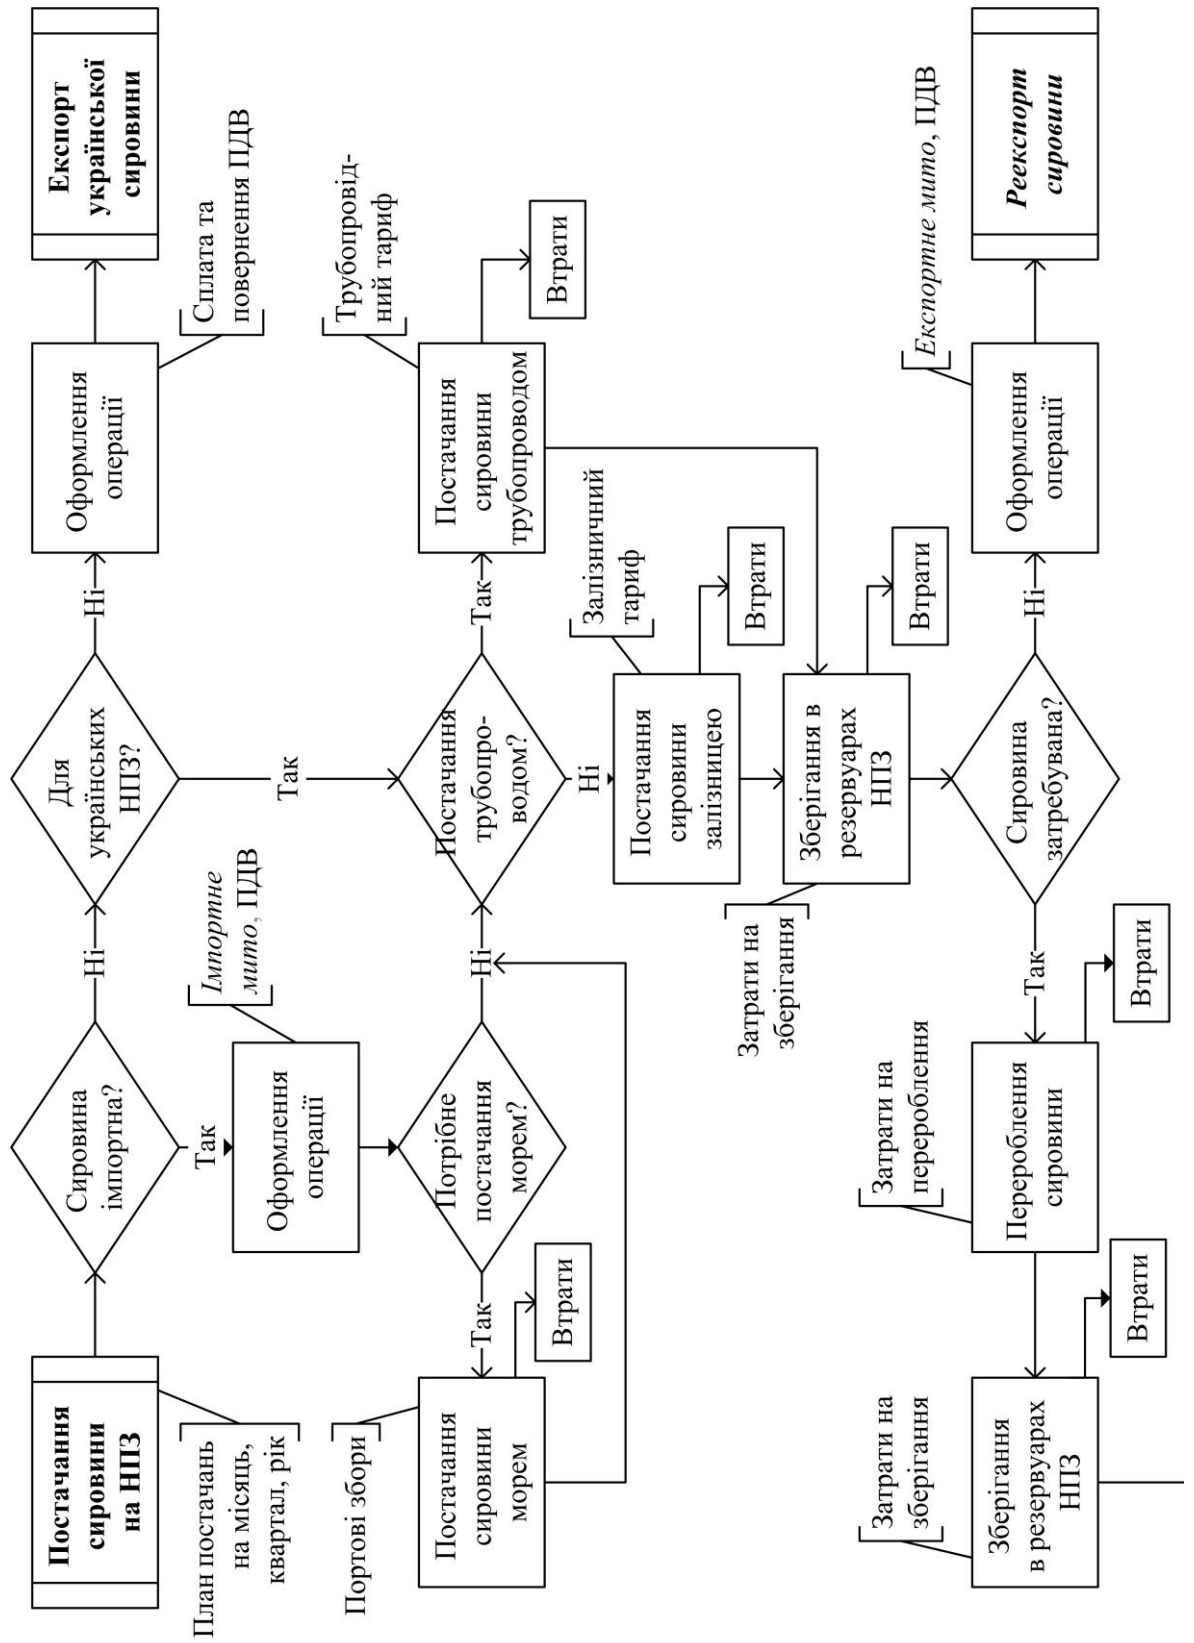 Постачання
сировини
на НПЗ
План постачань
на місяць,
квартал, рік
Сировина
імпортна?
Ні
Для
українських
НПЗ?
Ні
Оформлення
операції
Сплата та
повернення ПДВ
Експорт
української
сировини
Так
Оформлення
операції
Імпортне
мито, ПДВ
Так
Потрібне
постачання
морем?
Так
Постачання
сировини
морем
Портові збори
Втрати
Ні
Постачання
трубопро-
водом?
Так
Постачання
сировини
трубопроводом
Трубопровід-
ний тариф
Втрати
Ні
Постачання
сировини
залізницею
Залізничний
тариф
Втрати
Зберігання в
резервуарах
НПЗ
Затрати на
зберігання
Втрати
Сировина
затребувана?
Ні
Оформлення
операції
Експортне мито, ПДВ
Реекспорт
сировини
Так
Перероблення
сировини
Затрати на
перероблення
Втрати
Зберігання
в резервуарах
НПЗ
Затрати на
зберігання
Втрати